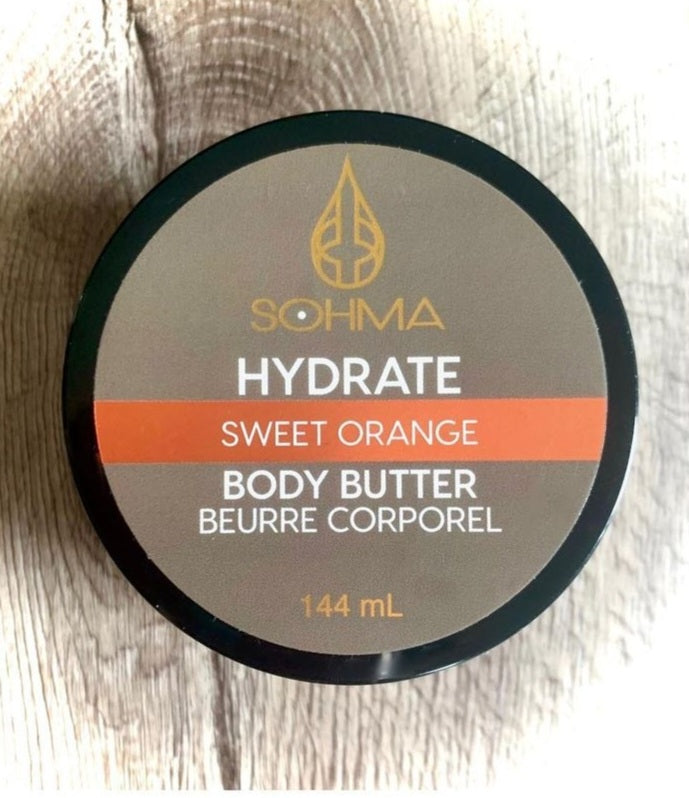 SOHMA
HYDRATE
SWEET ORANGE
BODY BUTTER
BEURRE CORPOREL
144 mL